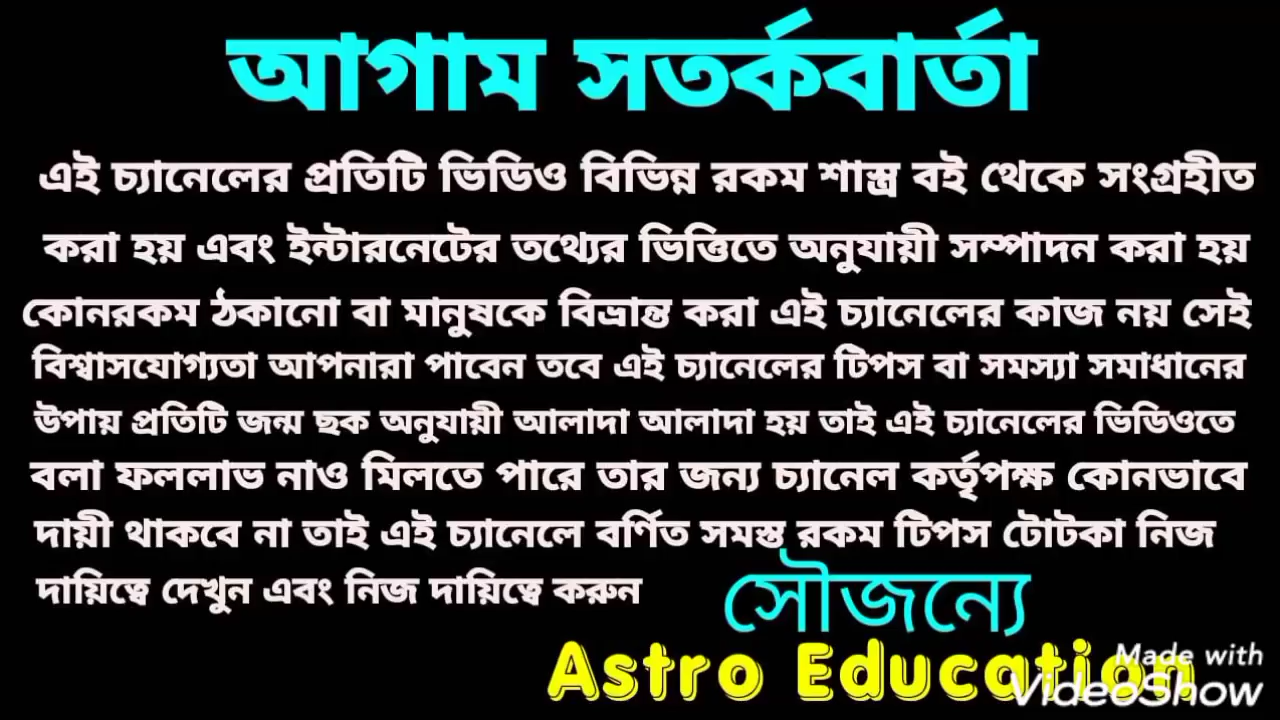 আগাম সতর্কবার্তা
এই চ্যানেলের প্রতিটি ভিডিও বিভিন্ন রকম শাস্ত্র বই থেকে সংগ্রহীত
করা হয় এবং ইন্টারনেটের তথ্যের ভিত্তিতে অনুযায়ী সম্পাদন করা হয়
কোনরকম ঠকানো বা মানুষকে বিভ্রান্ত করা এই চ্যানেলের কাজ নয় সেই
বিশ্বাসযোগ্যতা আপনারা পাবেন তবে এই চ্যানেলের টিপস বা সমস্যা সমাধানের
উপায় প্রতিটি জন্ম ছক অনুযায়ী আলাদা আলাদা হয় তাই এই চ্যানেলের ভিডিওতে
বলা ফললাভ নাও মিলতে পারে তার জন্য চ্যানেল কর্তৃপক্ষ কোনভাবে
দায়ী থাকবে না তাই এই চ্যানেলে বর্ণিত সমস্ত রকম টিপস টোটকা নিজ
দায়িত্বে দেখুন এবং নিজ দায়িত্বে করুন
সৌজন্যে
Astro Education
Made with
VideoShow